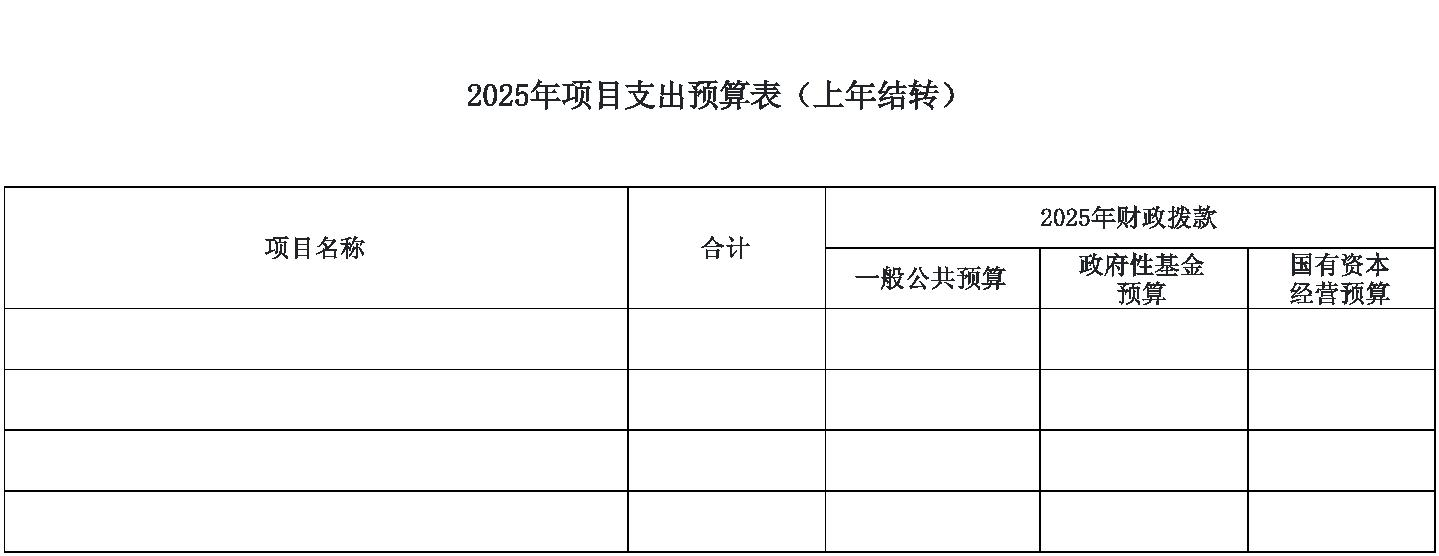 2025年项目支出预算表（上年结转）
项目名称
合计
2025年财政拨款
一般公共预算
政府性基金
预算
国有资本
经营预算